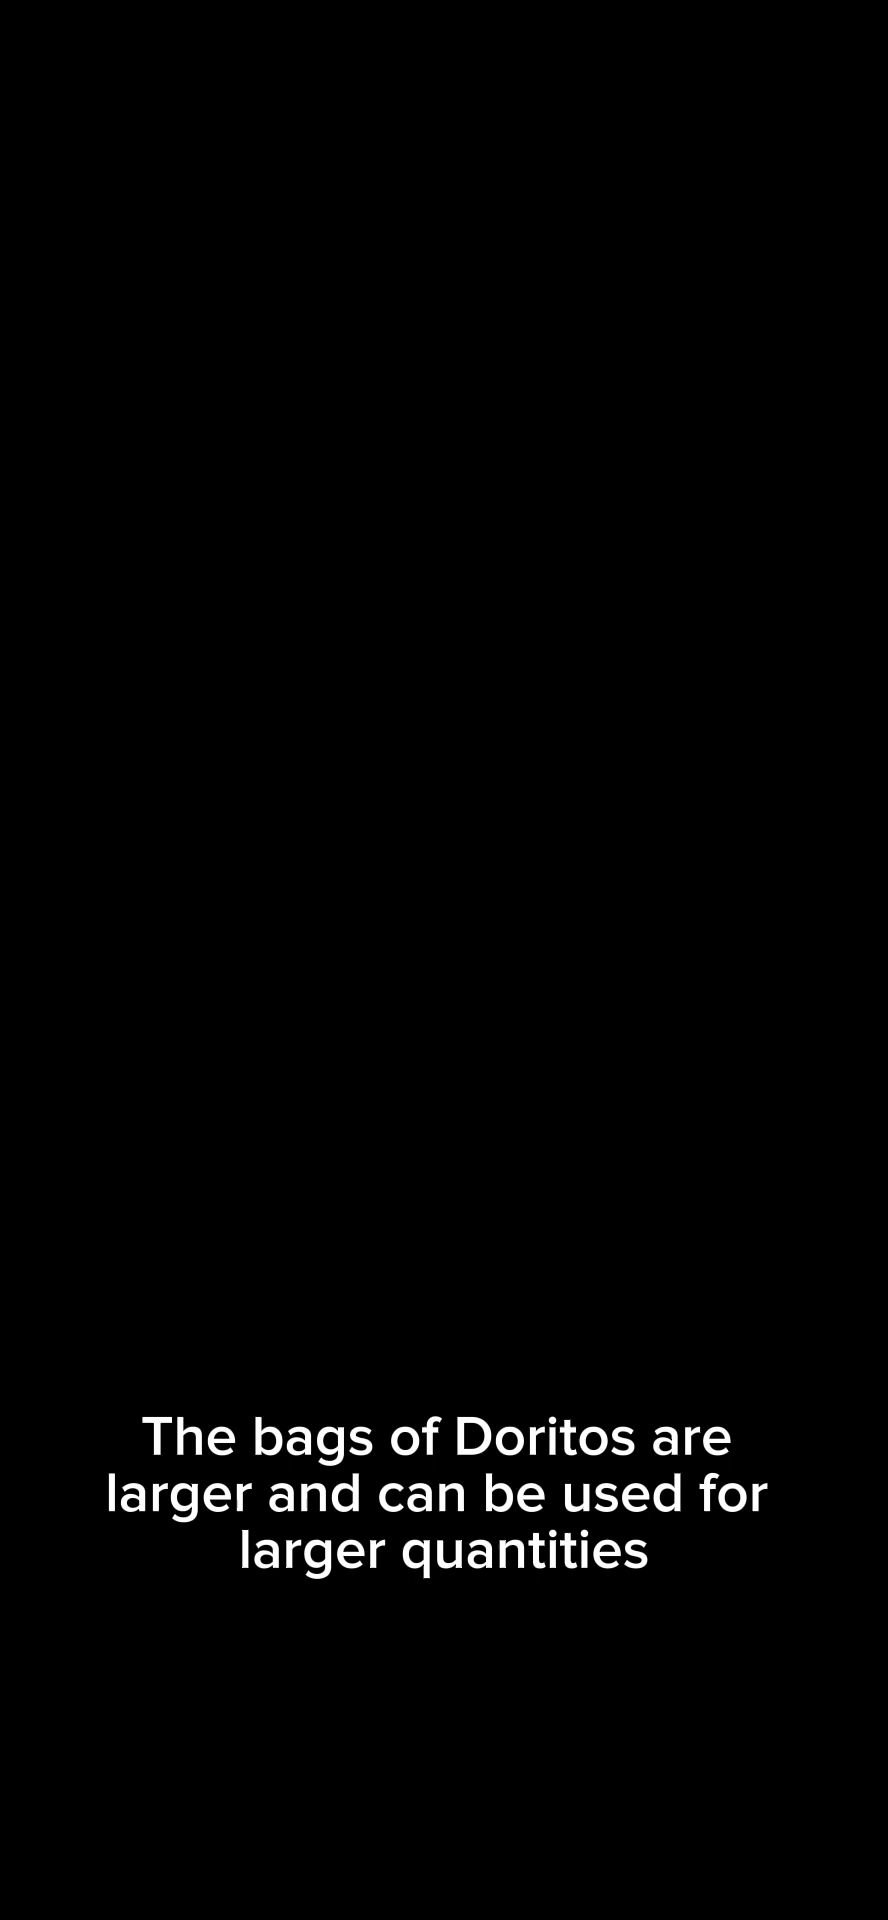 The bags of Doritos are
larger and can be used for
larger quantities